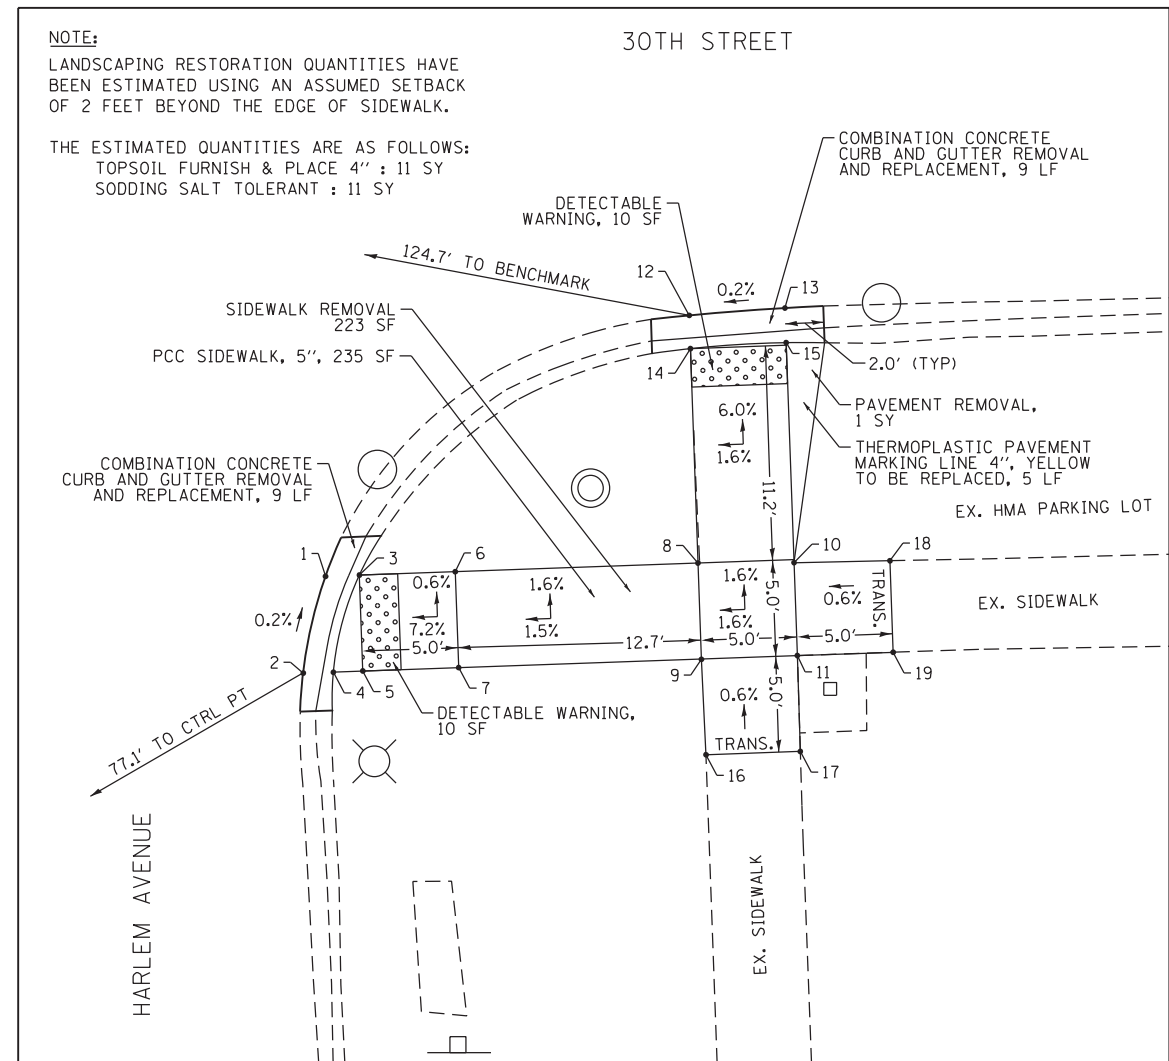 NOTE:
LANDSCAPING RESTORATION QUANTITIES HAVE
BEEN ESTIMATED USING AN ASSUMED SETBACK
OF 2 FEET BEYOND THE EDGE OF SIDEWALK.
THE ESTIMATED QUANTITIES ARE AS FOLLOWS:
TOPSOIL FURNISH & PLACE 4'' : 11 SY
SODDING SALT TOLERANT : 11 SY
30TH STREET
COMBINATION CONCRETE
CURB AND GUTTER REMOVAL
AND REPLACEMENT, 9 LF
DETECTABLE
WARNING, 10 SF
124.7' TO BENCHMARK
12
0.2%
13
SIDEWALK REMOVAL
223 SF
PCC SIDEWALK, 5'', 235 SF
14
15
2.0' (TYP)
PAVEMENT REMOVAL,
1 SY
6.0%
1.6%
11.2'
THERMOPLASTIC PAVEMENT
MARKING LINE 4'', YELLOW
TO BE REPLACED, 5 LF
COMBINATION CONCRETE
CURB AND GUTTER REMOVAL
AND REPLACEMENT, 9 LF
EX. HMA PARKING LOT
1
3
6
8
10
18
0.2%
0.6%
7.2%
5.0'
1.6%
1.5%
12.7'
1.6%
1.6%
5.0'
5.0'
0.6%
5.0'
TRANS.
EX. SIDEWALK
2
4
5
7
9
11
19
DETECTABLE WARNING,
10 SF
0.6%
TRANS.
5.0'
16
17
77.1' TO CTRL PT
HARLEM AVENUE
EX. SIDEWALK